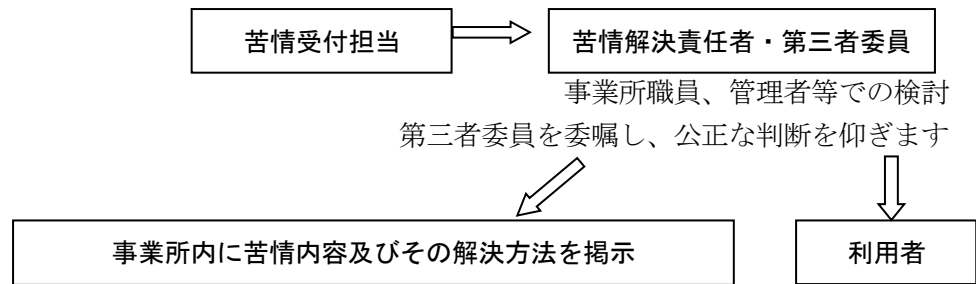 苦情受付担当
苦情解決責任者・第三者委員
事業所職員、管理者等での検討
第三者委員を委嘱し、公正な判断を仰ぎます
事業所内に苦情内容及びその解決方法を掲示
利用者